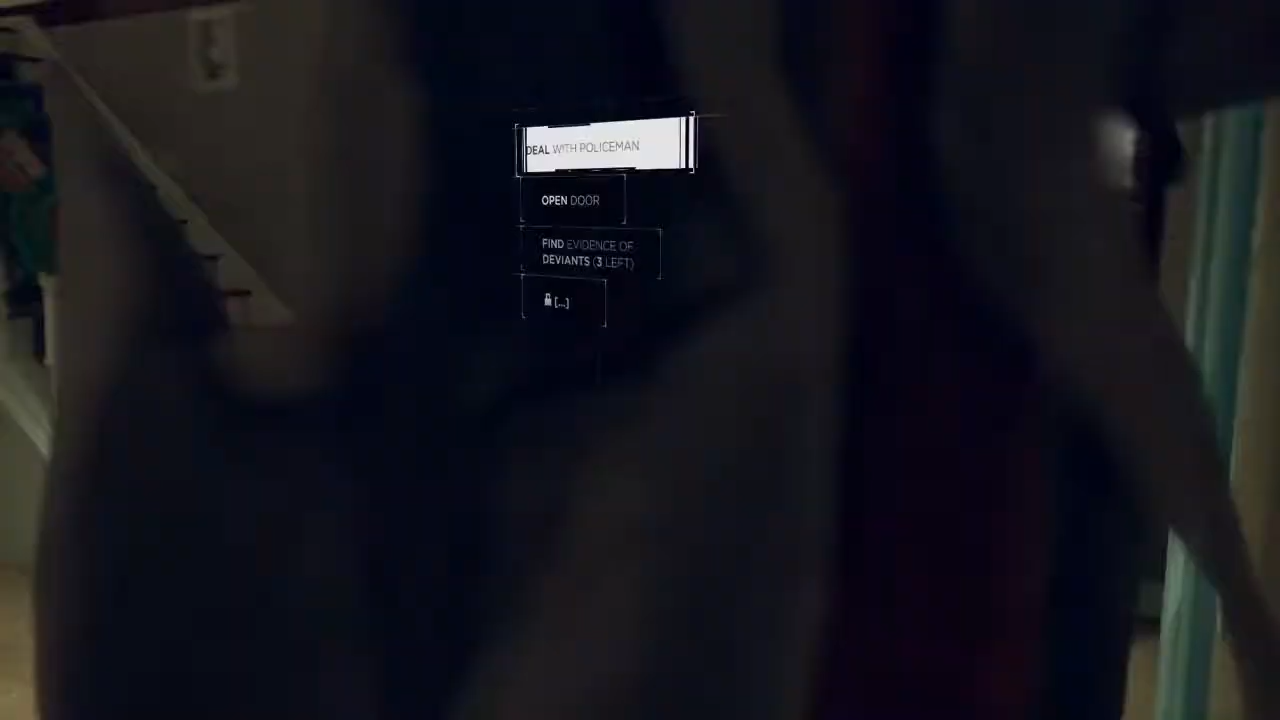 DEAL WITH POLICEMAN
OPEN DOOR
FIND EVIDENCE OF
DEVIANTS (3 LEFT)
[...]